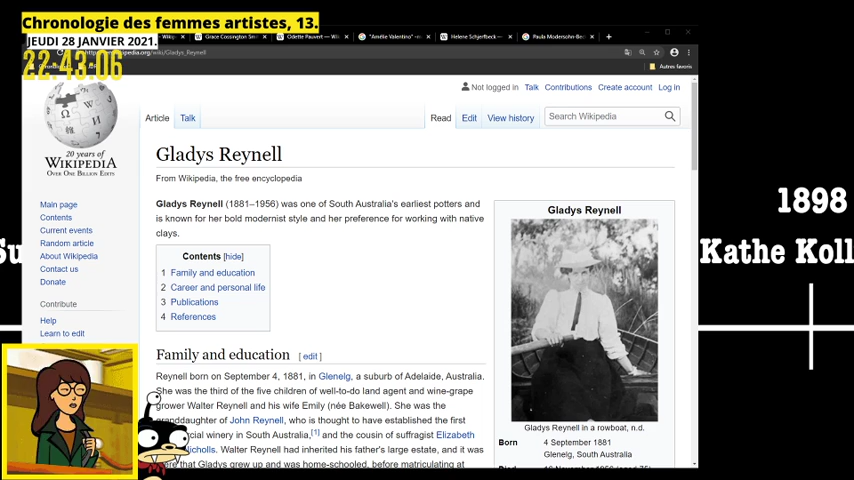 Chronologie des femmes artistes, 13.
JEUDI 28 JANVIER 2021.
22:43:06
Grace Cossington Sm
Odette Pauvert — Wi
"Amélie Valentino"
Helene Schjerfbeck —
Paula Modersohn-Bec
/wiki/Gladys_Reynell
Autres favoris
Not logged in Talk Contributions Create account Log in
Article Talk Read Edit View history Search Wikipedia
20 years of
WIKIPEDIA
OVER ONE BILLION EDITS
Main page
Contents
Current events
Random article
About Wikipedia
Contact us
Donate
Contribute
Help
Learn to edit
Gladys Reynell
From Wikipedia, the free encyclopedia
Gladys Reynell (1881–1956) was one of South Australia's earliest potters and
is known for her bold modernist style and her preference for working with native
clays.
Contents [hide]
1 Family and education
2 Career and personal life
3 Publications
4 References
Family and education [ edit ]
Reynell born on September 4, 1881, in Glenelg, a suburb of Adelaide, Australia.
She was the third of the five children of well-to-do land agent and wine-grape
grower Walter Reynell and his wife Emily (née Bakewell). She was the
granddaughter of John Reynell, who is thought to have established the first
cial winery in South Australia,[1] and the cousin of suffragist Elizabeth
Nicholls. Walter Reynell had inherited his father's large estate, and it was
that Gladys grew up and was home-schooled, before matriculating at
Gladys Reynell
Gladys Reynell in a rowboat, n.d.
Born 4 September 1881
Glenelg, South Australia
Su
1898
Kathe Koll